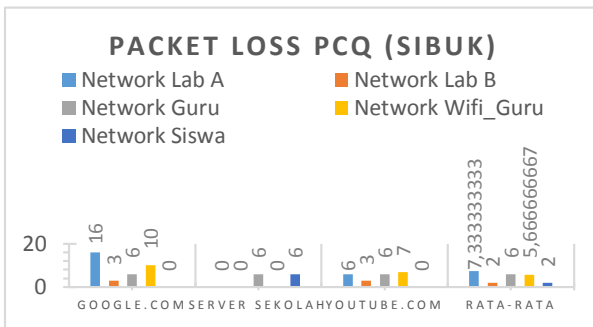 PACKET LOSS PCQ (SIBUK)
Network Lab A Network Lab B
Network Guru Network Wifi_Guru
Network Siswa
20
0
16 3 6 10 0
0 0 6 0 6
6 3 6 7 0
7,333333333 2 6 5,666666667 2
GOOGLE.COM SERVER SEKOLAH YOUTUBE.COM RATA-RATA